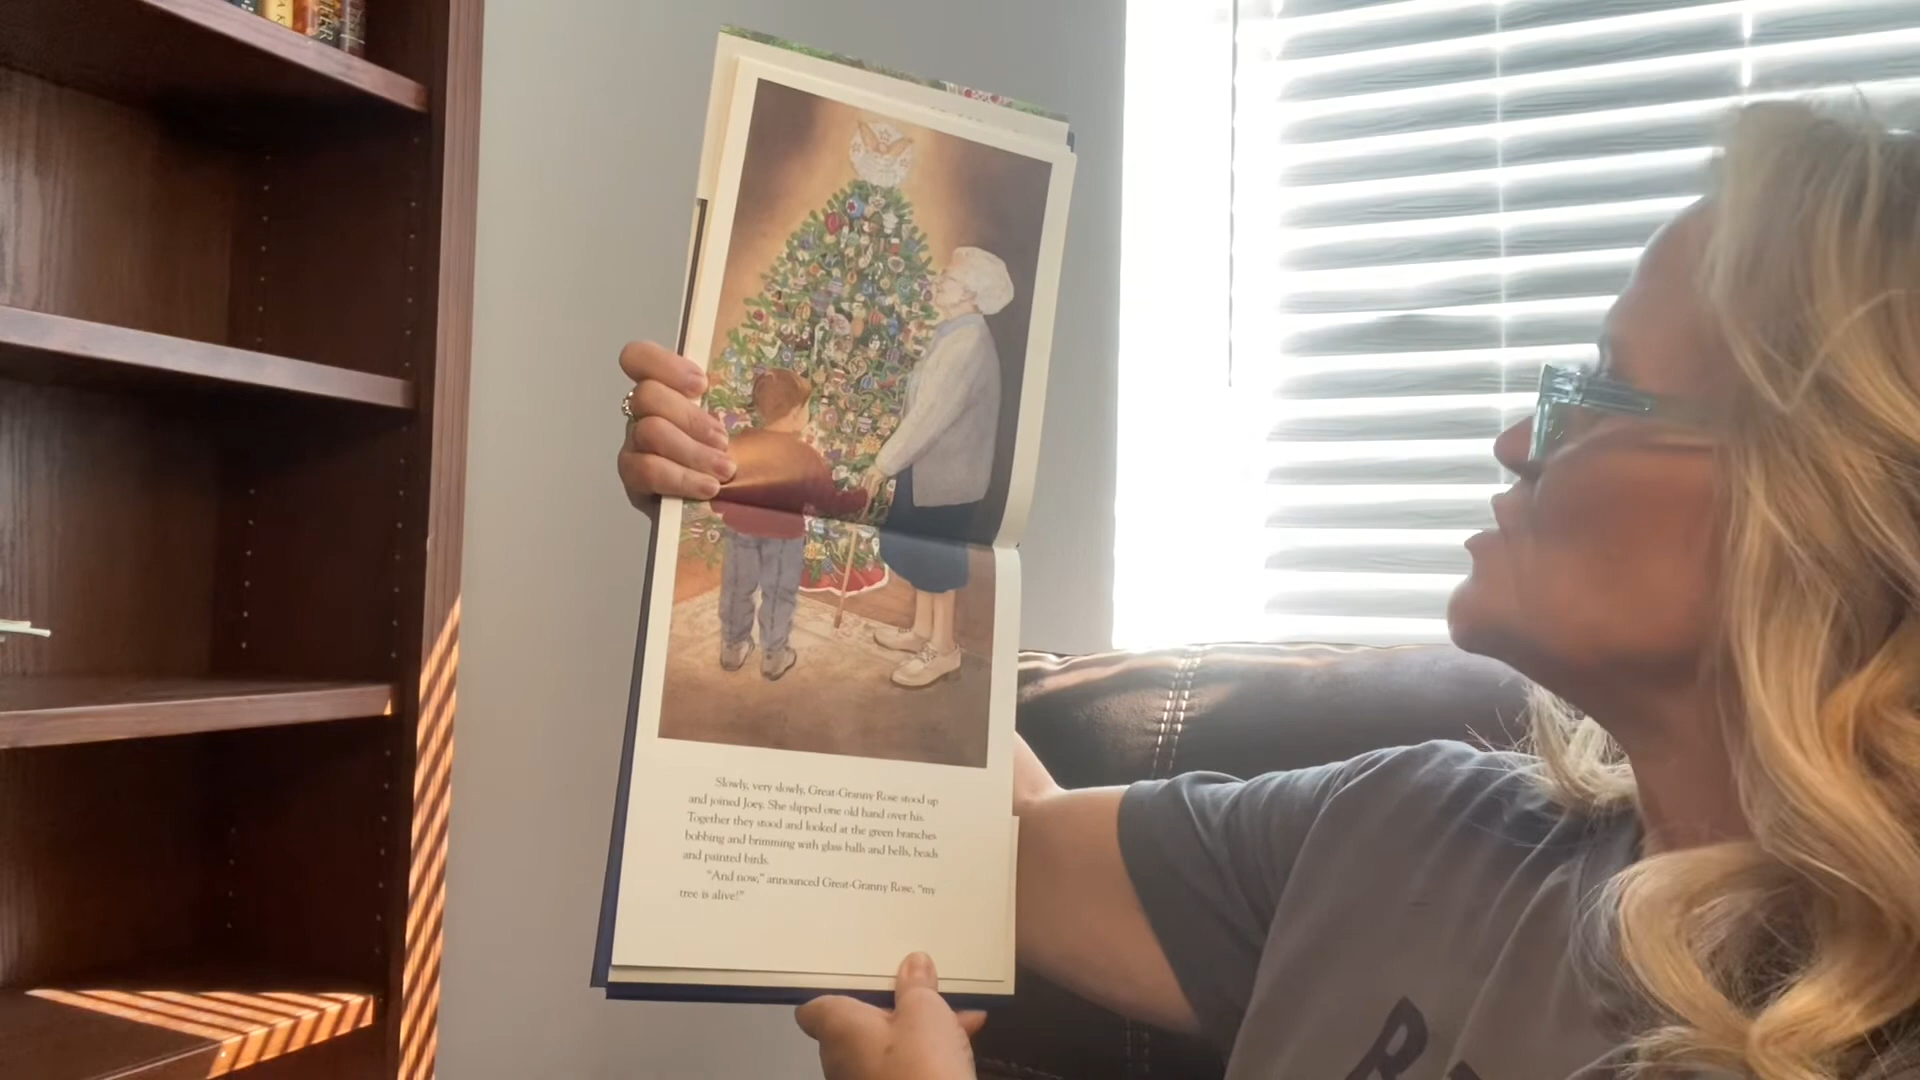 Slowly, very slowly, Great-Granny Rose stood up
and joined Joey. She slipped one old hand over his.
Together they stood and looked at the green branches
bobbing and brimming with glass balls and bells, beads
and painted birds.
"And now," announced Great-Granny Rose, "my
tree is alive!"